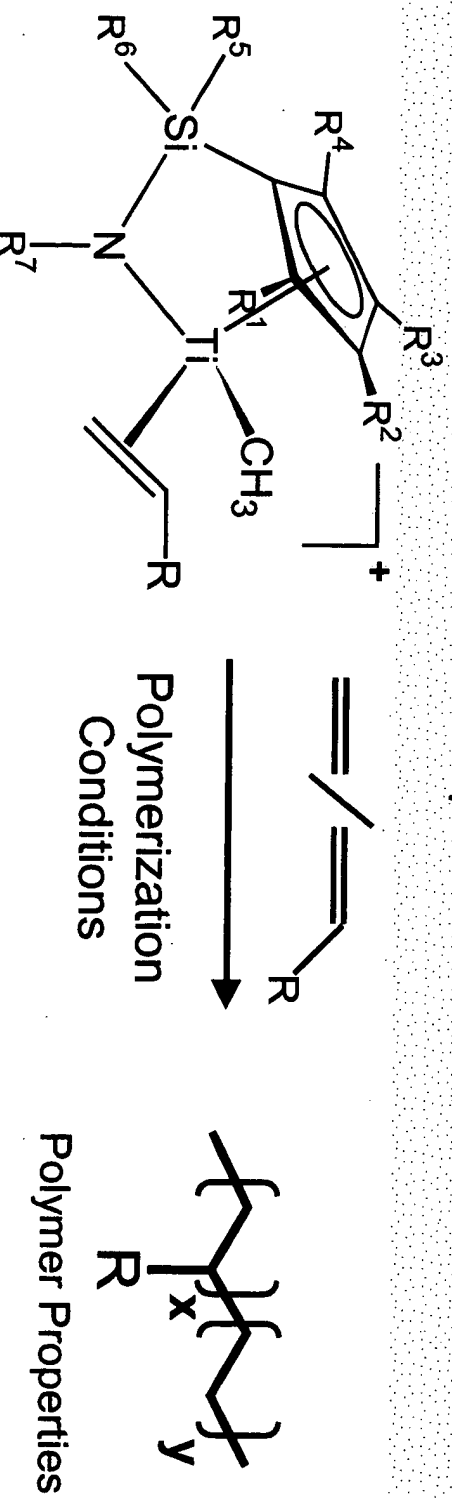 R⁴
R³
R²
R¹
R⁵
R⁶
Si
N
R⁷
Ti
CH₃
R
+
R
Polymerization
Conditions
R
x
y
Polymer Properties